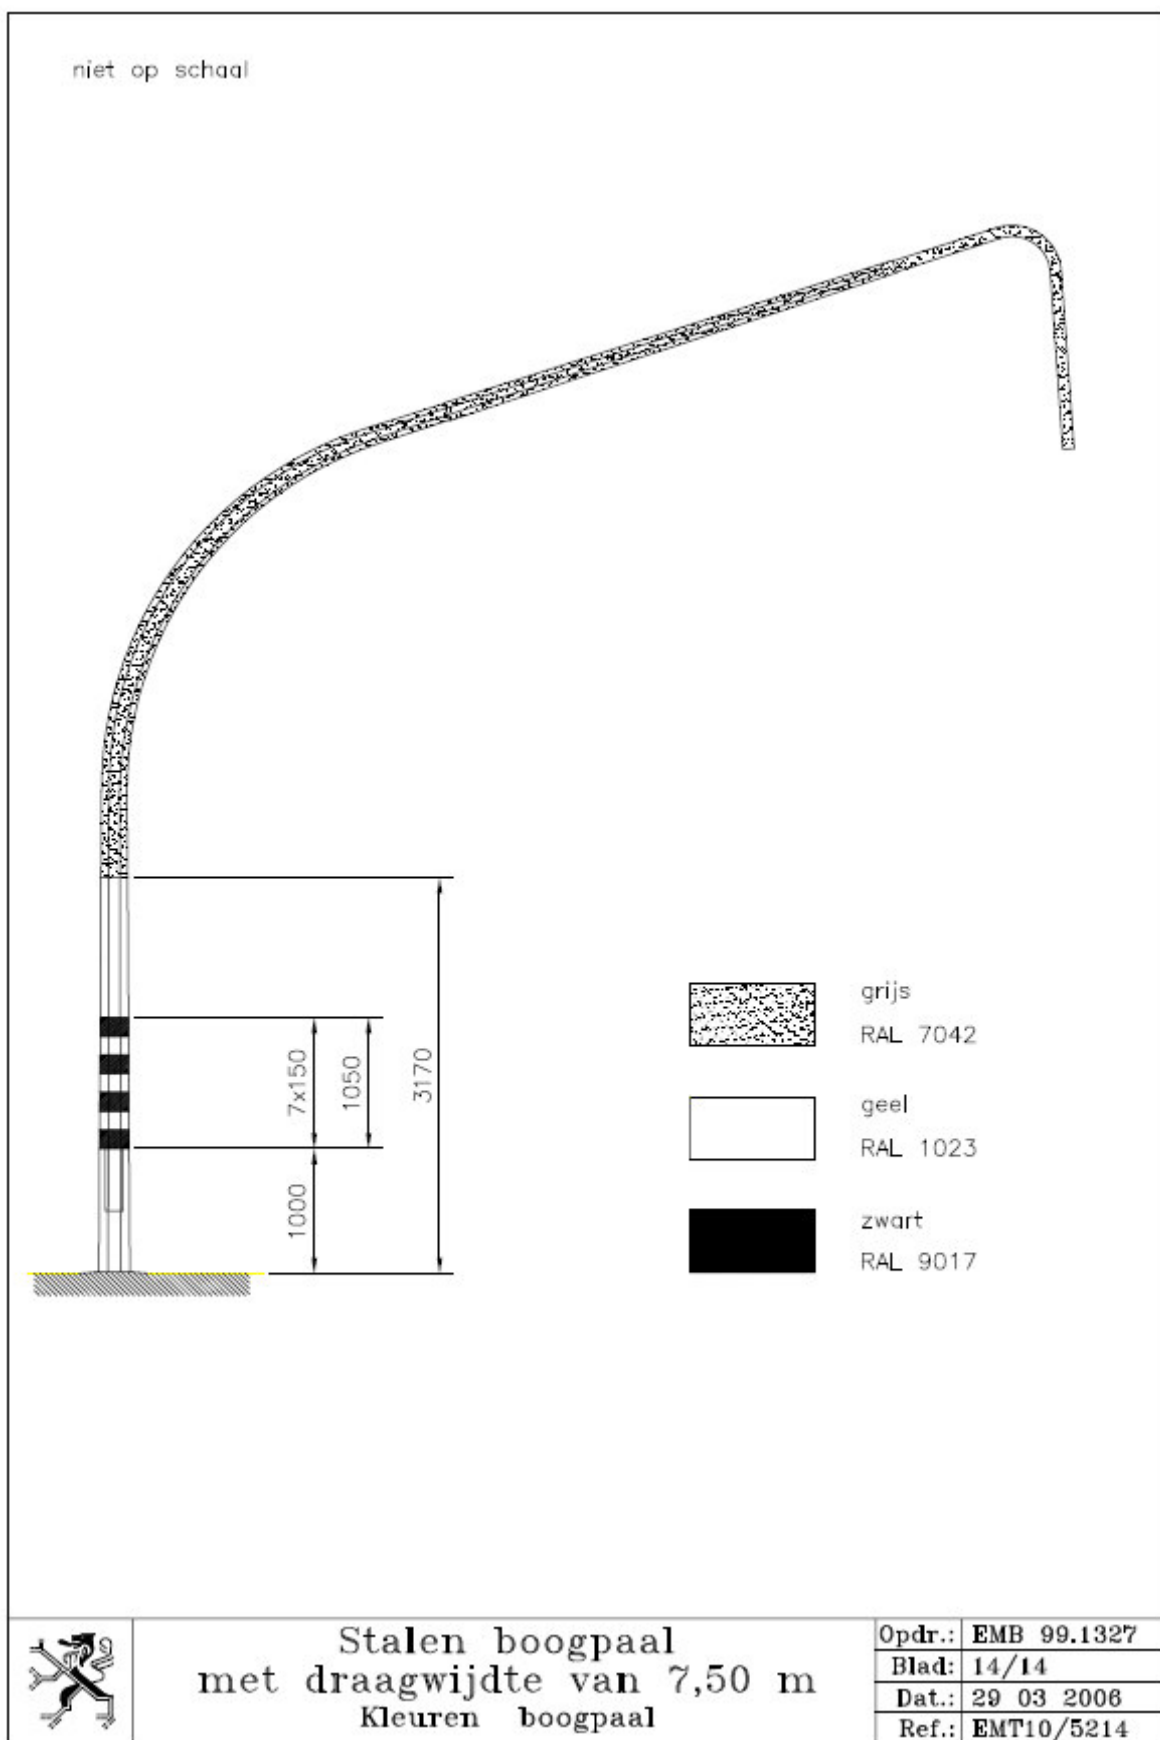 niet op schaal
7x150
1050
3170
1000
grijs
RAL 7042
geel
RAL 1023
zwart
RAL 9017
Stalen boogpaal
met draagwijdte van 7,50 m
Kleuren boogpaal
Opdr.: EMB 99.1327
Blad: 14/14
Dat.: 29 03 2006
Ref.: EMT10/5214